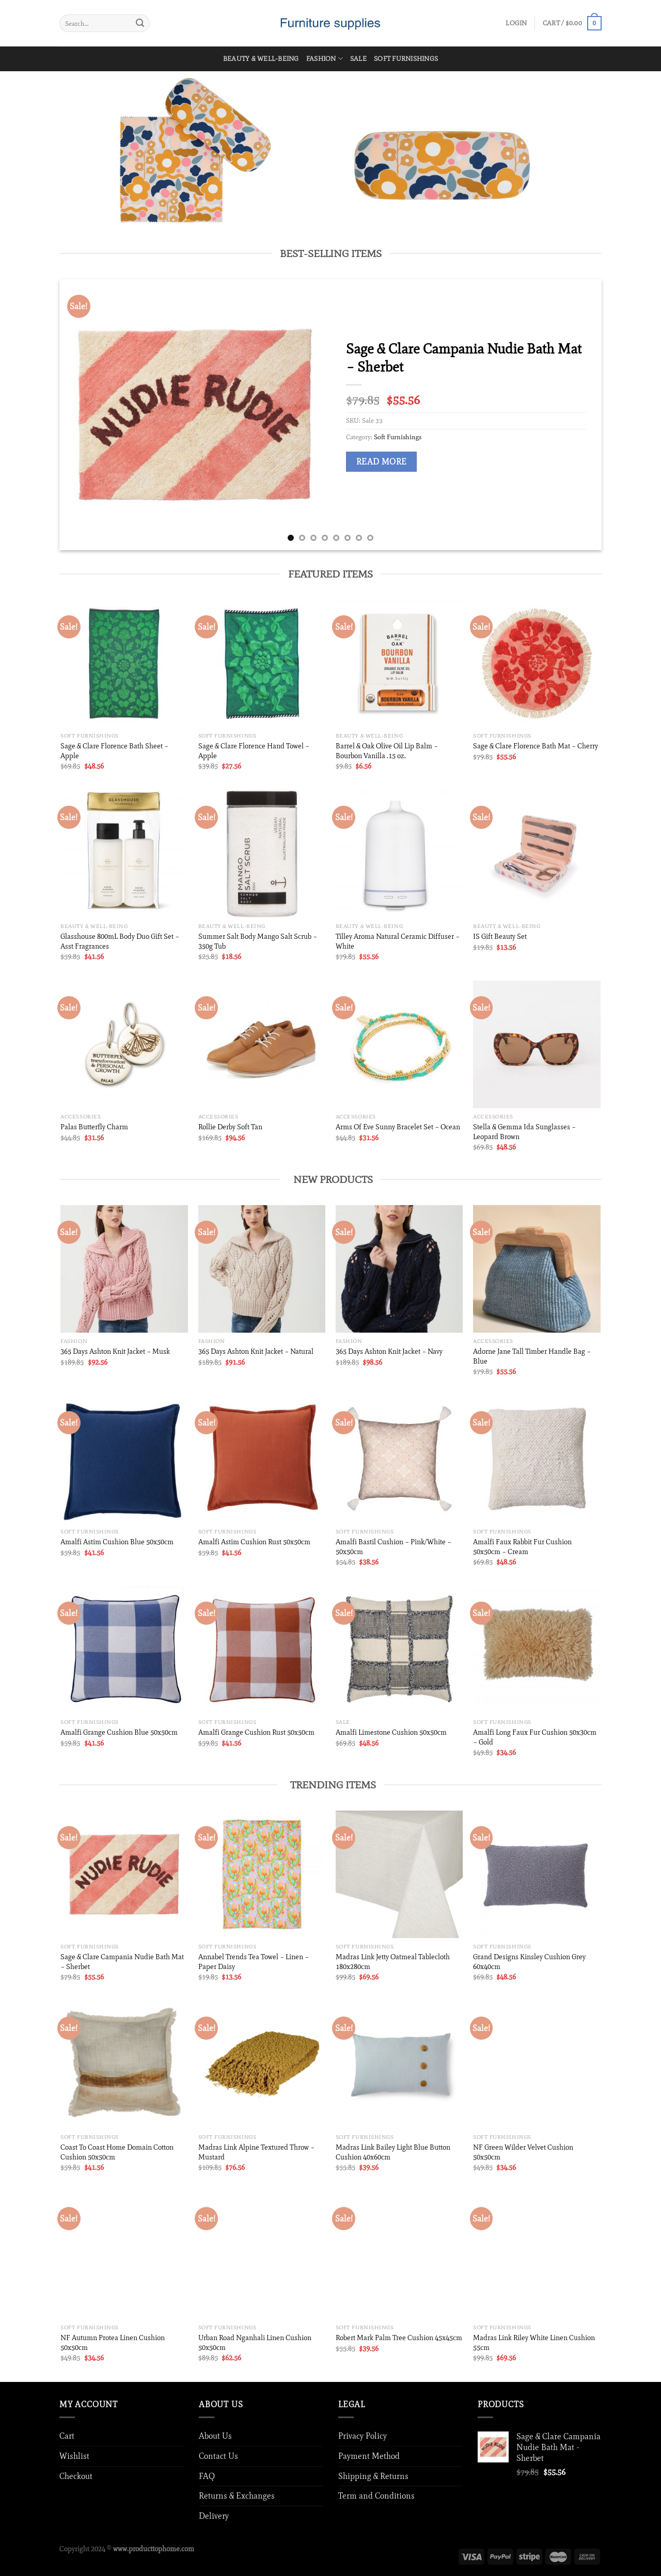 Search...
Furniture supplies
LOGIN
CART / $0.00
0
BEAUTY & WELL-BEING
FASHION
SALE
SOFT FURNISHINGS
BEST-SELLING ITEMS
Sale!
NUDIE RUDIE
Sage & Clare Campania Nudie Bath Mat
– Sherbet
$79.85 $55.56
SKU: Sale 33
Category: Soft Furnishings
READ MORE
FEATURED ITEMS
Sale!
SOFT FURNISHINGS
Sage & Clare Florence Bath Sheet –
Apple
$69.85 $48.56
Sale!
SOFT FURNISHINGS
Sage & Clare Florence Hand Towel –
Apple
$39.85 $27.56
Sale!
BARREL
OAK
BOURBON
VANILLA
BEAUTY & WELL-BEING
Barrel & Oak Olive Oil Lip Balm –
Bourbon Vanilla .15 oz.
$9.85 $6.56
Sale!
SOFT FURNISHINGS
Sage & Clare Florence Bath Mat – Cherry
$79.85 $55.56
Sale!
GLASSHOUSE
BEAUTY & WELL-BEING
Glasshouse 800mL Body Duo Gift Set –
Asst Fragrances
$59.85 $41.56
Sale!
MANGO
SALT SCRUB
VEGAN
NATURAL
AUSTRALIAN MADE
BEAUTY & WELL-BEING
Summer Salt Body Mango Salt Scrub –
350g Tub
$25.85 $18.56
Sale!
BEAUTY & WELL-BEING
Tilley Aroma Natural Ceramic Diffuser –
White
$79.85 $55.56
Sale!
BEAUTY & WELL-BEING
IS Gift Beauty Set
$19.85 $13.56
Sale!
BUTTERFLY
transformation
& PERSONAL
GROWTH
PALAS
ACCESSORIES
Palas Butterfly Charm
$44.85 $31.56
Sale!
ACCESSORIES
Rollie Derby Soft Tan
$169.85 $94.56
Sale!
ACCESSORIES
Arms Of Eve Sunny Bracelet Set – Ocean
$44.85 $31.56
Sale!
ACCESSORIES
Stella & Gemma Ida Sunglasses –
Leopard Brown
$69.85 $48.56
NEW PRODUCTS
Sale!
FASHION
365 Days Ashton Knit Jacket – Musk
$189.85 $92.56
Sale!
FASHION
365 Days Ashton Knit Jacket – Natural
$189.85 $91.56
Sale!
FASHION
365 Days Ashton Knit Jacket – Navy
$189.85 $98.56
Sale!
ACCESSORIES
Adorne Jane Tall Timber Handle Bag –
Blue
$79.85 $55.56
Sale!
SOFT FURNISHINGS
Amalfi Astim Cushion Blue 50x50cm
$59.85 $41.56
Sale!
SOFT FURNISHINGS
Amalfi Astim Cushion Rust 50x50cm
$59.85 $41.56
Sale!
SOFT FURNISHINGS
Amalfi Bastil Cushion – Pink/White –
50x50cm
$54.85 $38.56
Sale!
SOFT FURNISHINGS
Amalfi Faux Rabbit Fur Cushion
50x50cm – Cream
$69.85 $48.56
Sale!
SOFT FURNISHINGS
Amalfi Grange Cushion Blue 50x50cm
$59.85 $41.56
Sale!
SOFT FURNISHINGS
Amalfi Grange Cushion Rust 50x50cm
$59.85 $41.56
Sale!
SALE
Amalfi Limestone Cushion 50x50cm
$69.85 $48.56
Sale!
SOFT FURNISHINGS
Amalfi Long Faux Fur Cushion 50x30cm
– Gold
$49.85 $34.56
TRENDING ITEMS
Sale!
NUDIE RUDIE
SOFT FURNISHINGS
Sage & Clare Campania Nudie Bath Mat
– Sherbet
$79.85 $55.56
Sale!
SOFT FURNISHINGS
Annabel Trends Tea Towel – Linen –
Paper Daisy
$19.85 $13.56
Sale!
SOFT FURNISHINGS
Madras Link Jetty Oatmeal Tablecloth
180x280cm
$99.85 $69.56
Sale!
SOFT FURNISHINGS
Grand Designs Kinsley Cushion Grey
60x40cm
$69.85 $48.56
Sale!
SOFT FURNISHINGS
Coast To Coast Home Domain Cotton
Cushion 50x50cm
$59.85 $41.56
Sale!
SOFT FURNISHINGS
Madras Link Alpine Textured Throw –
Mustard
$109.85 $76.56
Sale!
SOFT FURNISHINGS
Madras Link Bailey Light Blue Button
Cushion 40x60cm
$55.85 $39.56
Sale!
SOFT FURNISHINGS
NF Green Wilder Velvet Cushion
50x50cm
$49.85 $34.56
Sale!
SOFT FURNISHINGS
NF Autumn Protea Linen Cushion
50x50cm
$49.85 $34.56
Sale!
SOFT FURNISHINGS
Urban Road Nganhali Linen Cushion
50x50cm
$89.85 $62.56
Sale!
SOFT FURNISHINGS
Robert Mark Palm Tree Cushion 45x45cm
$55.85 $39.56
Sale!
SOFT FURNISHINGS
Madras Link Riley White Linen Cushion
55cm
$99.85 $69.56
MY ACCOUNT
Cart
Wishlist
Checkout
ABOUT US
About Us
Contact Us
FAQ
Returns & Exchanges
Delivery
LEGAL
Privacy Policy
Payment Method
Shipping & Returns
Term and Conditions
PRODUCTS
Sage & Clare Campania
Nudie Bath Mat -
Sherbet
$79.85 $55.56
Copyright 2024 © www.producttophome.com
VISA
PayPal
stripe
MasterCard
CASH ON DELIVERY